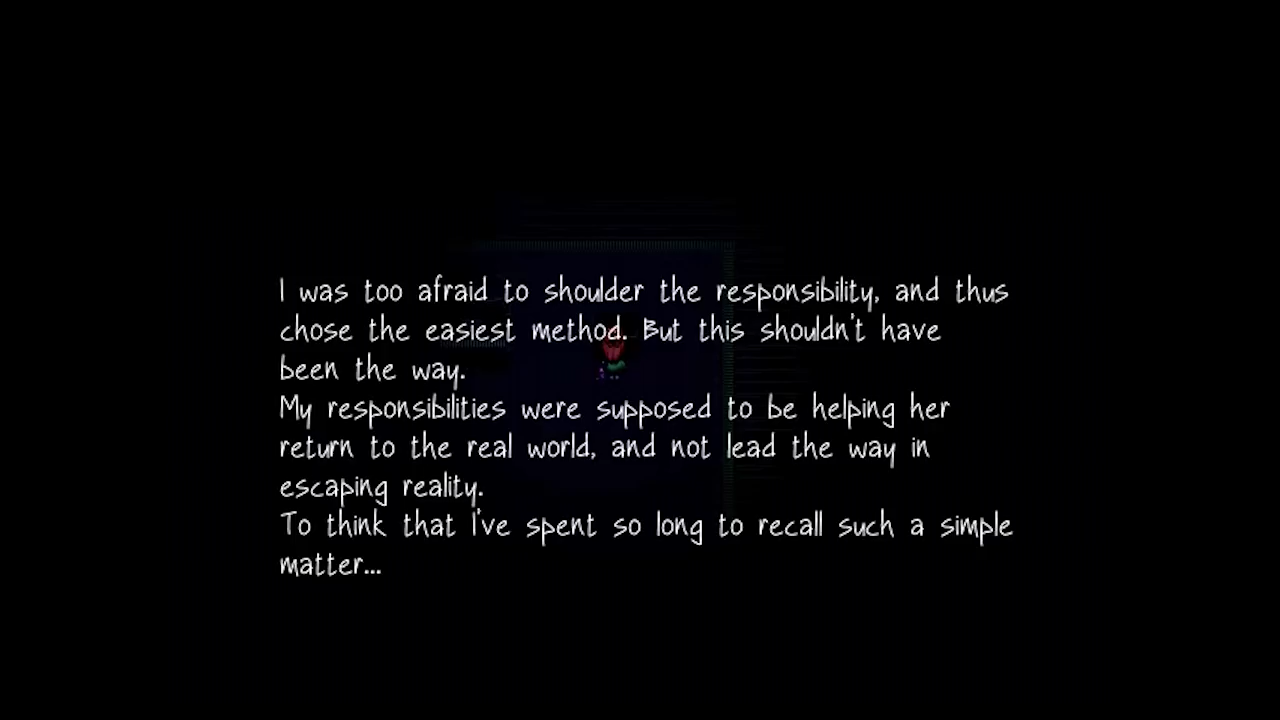 I was too afraid to shoulder the responsibility, and thus
chose the easiest method. But this shouldn't have
been the way.
My responsibilities were supposed to be helping her
return to the real world, and not lead the way in
escaping reality.
To think that I've spent so long to recall such a simple
matter...